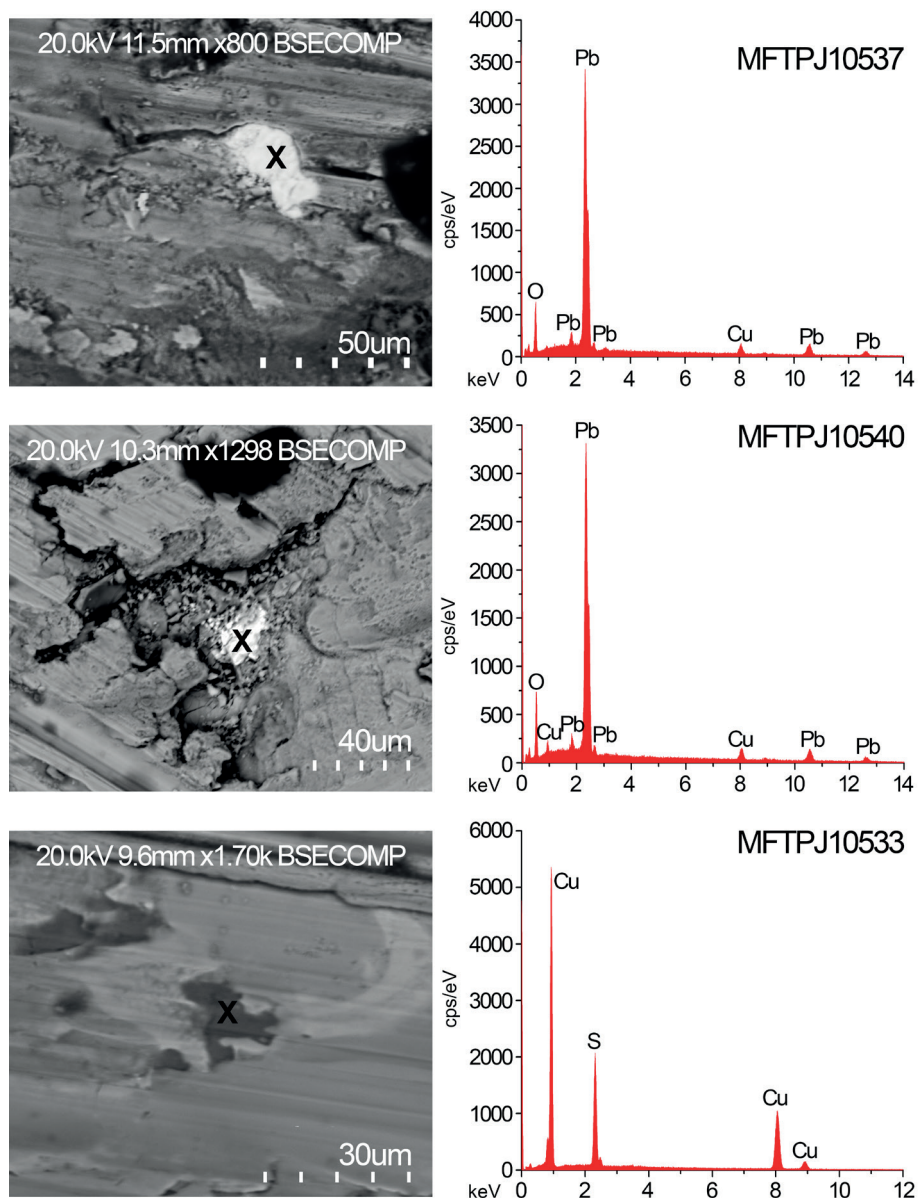 20.0kV 11.5mm x800 BSECOMP
X
50um
MFTPJ10537
cps/eV
4000
3500
3000
2500
2000
1500
1000
500
0
Pb
O
Pb
Pb
Cu
Pb
Pb
keV 0 2 4 6 8 10 12 14
20.0kV 10.3mm x1298 BSECOMP
X
40um
MFTPJ10540
cps/eV
3500
3000
2500
2000
1500
1000
500
0
Pb
O
Cu
Pb
Pb
Cu
Pb
Pb
keV 0 2 4 6 8 10 12 14
20.0kV 9.6mm x1.70k BSECOMP
X
30um
MFTPJ10533
cps/eV
6000
5000
4000
3000
2000
1000
0
Cu
S
Cu
Cu
keV 0 2 4 6 8 10 12